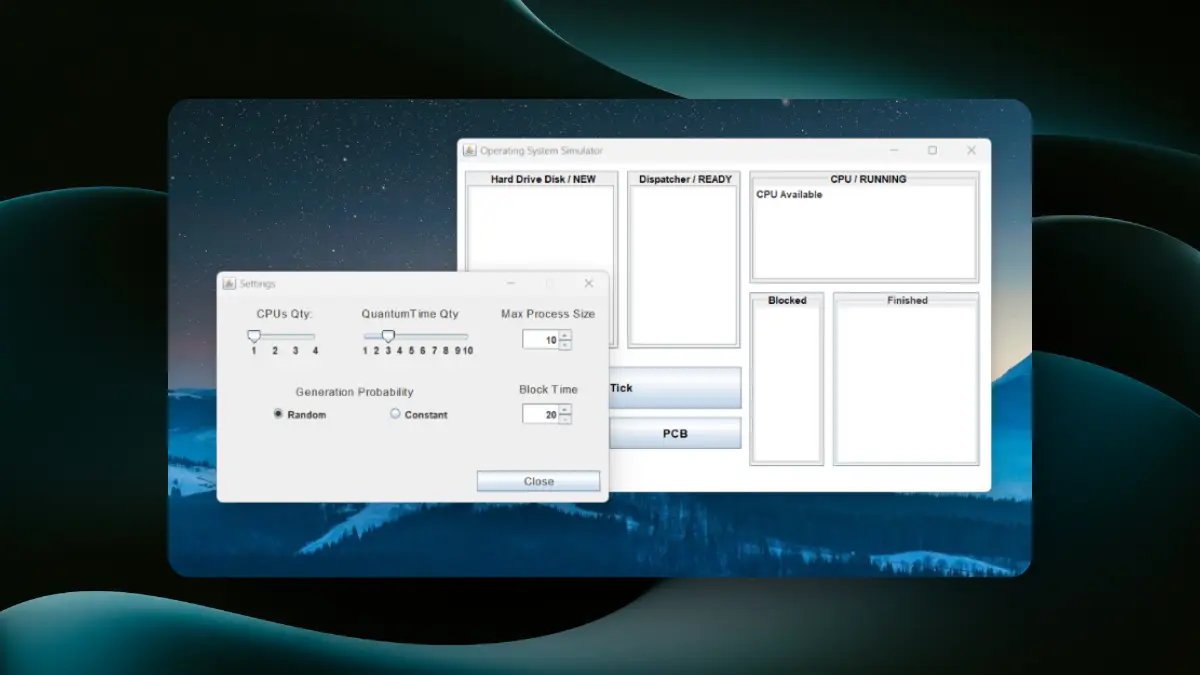 Operating System Simulator
Hard Drive Disk / NEW
Dispatcher / READY
CPU / RUNNING
CPU Available
Settings
CPUs Qty:
QuantumTime Qty
Max Process Size
1 2 3 4
1 2 3 4 5 6 7 8 9 10
10
Generation Probability
Block Time
Random
Constant
20
Close
Tick
PCB
Blocked
Finished